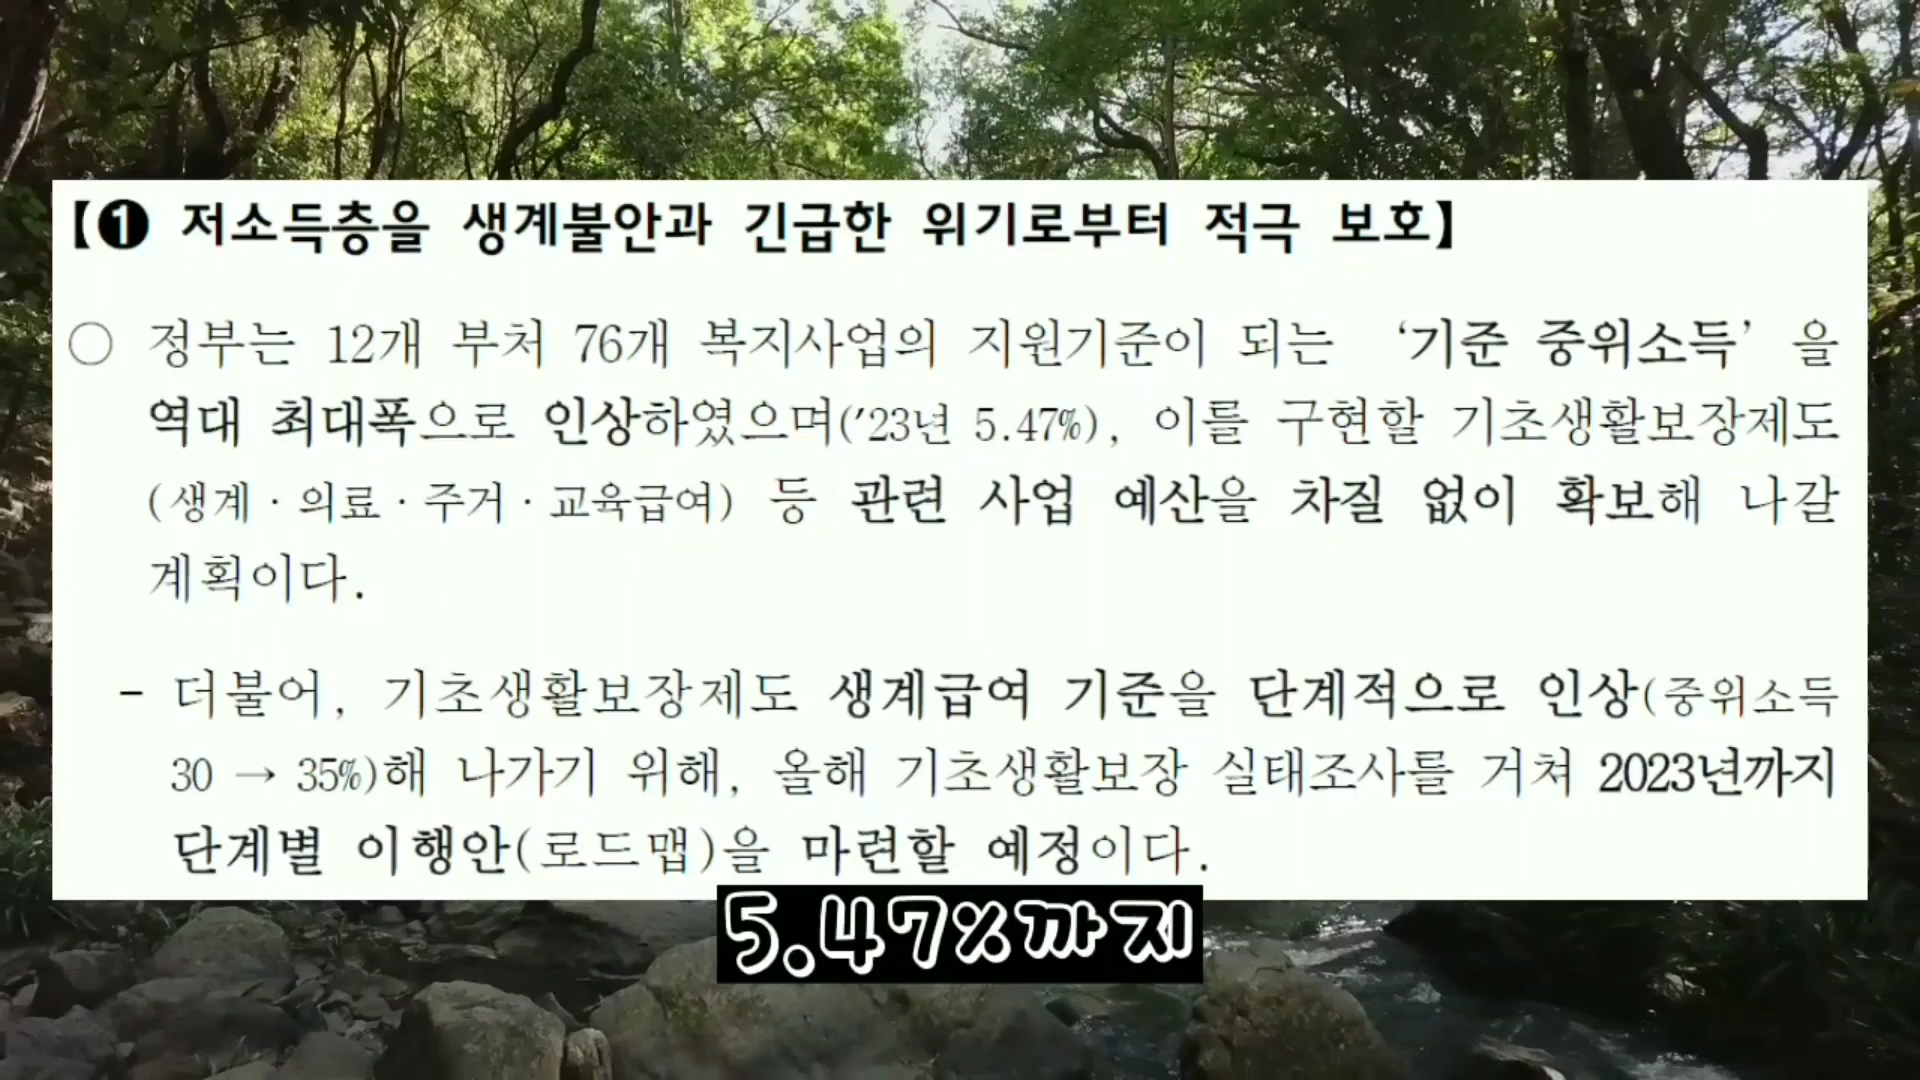 【❶ 저소득층을 생계불안과 긴급한 위기로부터 적극 보호】
○ 정부는 12개 부처 76개 복지사업의 지원기준이 되는 ‘기준 중위소득’ 을
역대 최대폭으로 인상하였으며(′23년 5.47%), 이를 구현할 기초생활보장제도
(생계·의료·주거·교육급여) 등 관련 사업 예산을 차질 없이 확보해 나갈
계획이다.
- 더불어, 기초생활보장제도 생계급여 기준을 단계적으로 인상(중위소득
30 → 35%)해 나가기 위해, 올해 기초생활보장 실태조사를 거쳐 2023년까지
단계별 이행안(로드맵)을 마련할 예정이다.
5.47%까지